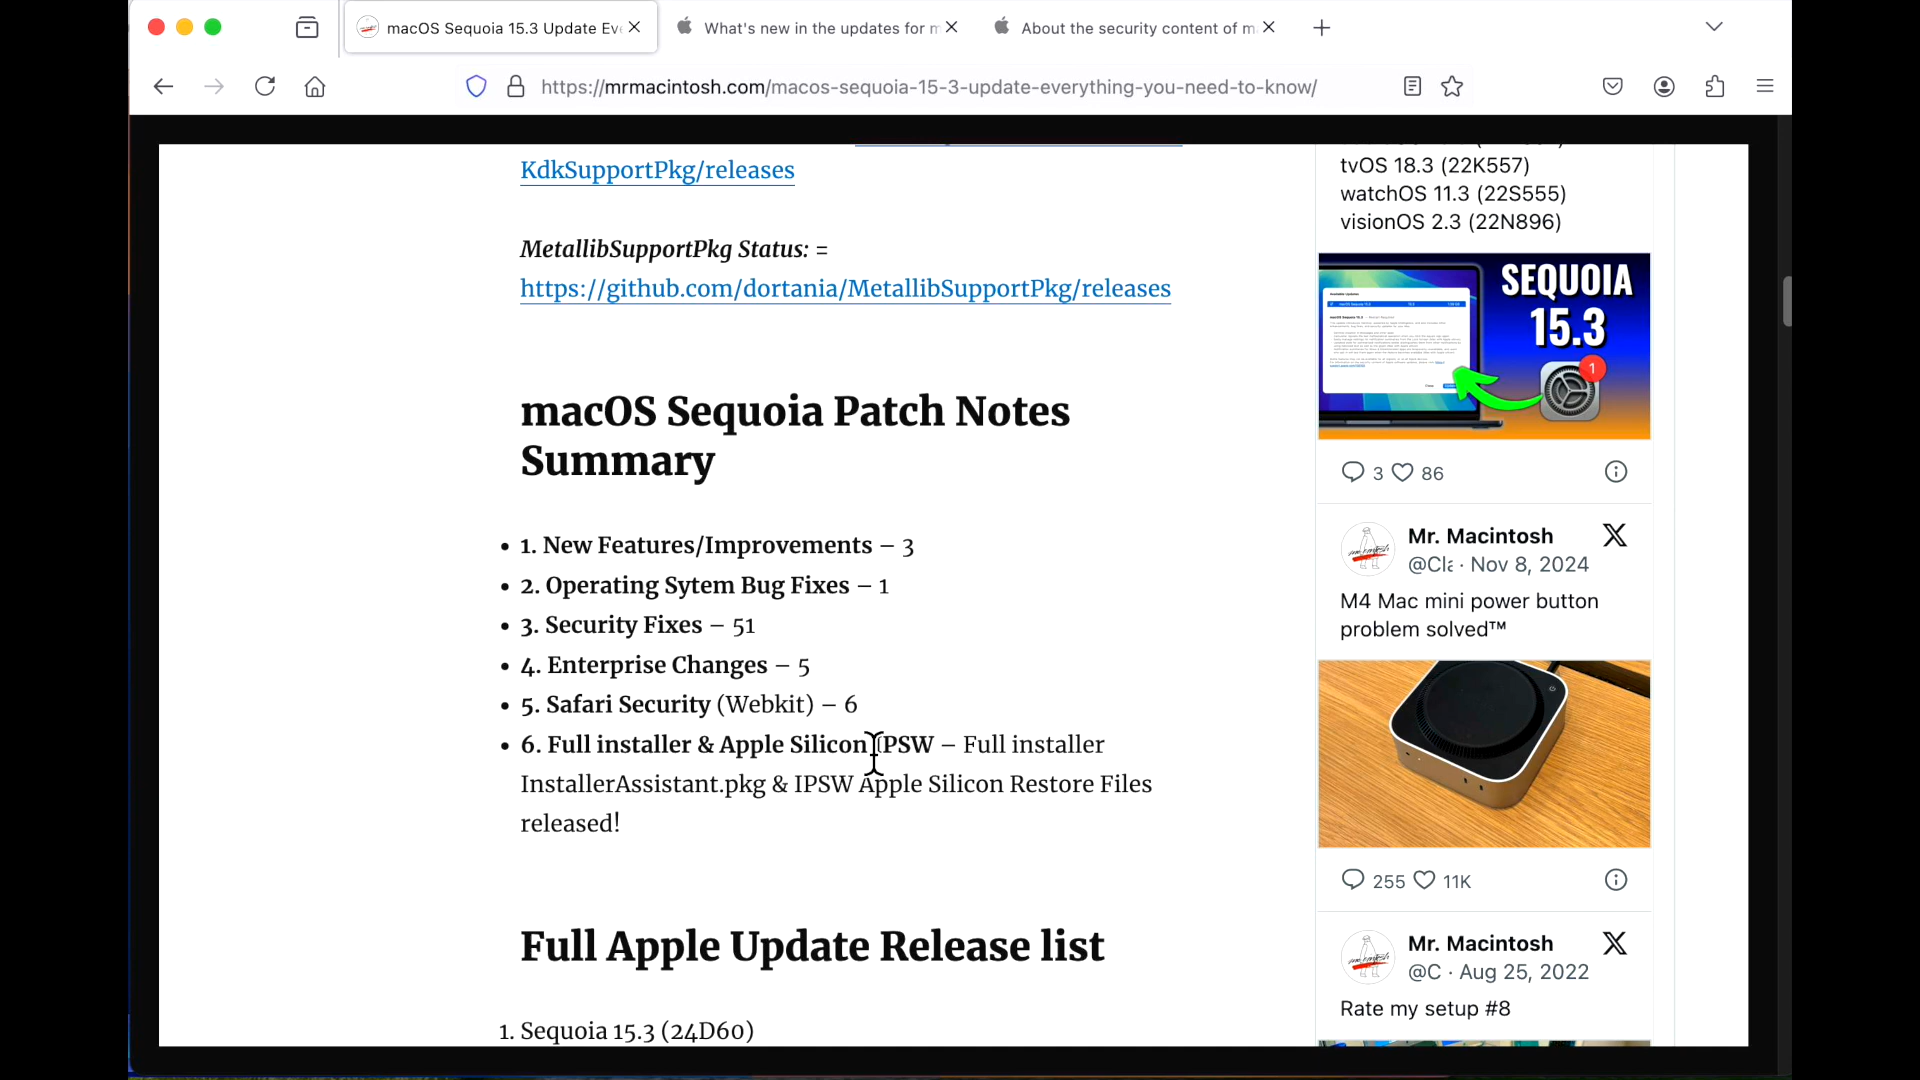 macOS Sequoia 15.3 Update Eve
What's new in the updates for m
About the security content of m
https://mrmacintosh.com/macos-sequoia-15-3-update-everything-you-need-to-know/
KdkSupportPkg/releases
MetallibSupportPkg Status: =
https://github.com/dortania/MetallibSupportPkg/releases
macOS Sequoia Patch Notes
Summary
• 1. New Features/Improvements – 3
• 2. Operating Sytem Bug Fixes – 1
• 3. Security Fixes – 51
• 4. Enterprise Changes – 5
• 5. Safari Security (Webkit) – 6
• 6. Full installer & Apple Silicon IPSW – Full installer
InstallerAssistant.pkg & IPSW Apple Silicon Restore Files
released!
Full Apple Update Release list
1. Sequoia 15.3 (24D60)
tvOS 18.3 (22K557)
watchOS 11.3 (22S555)
visionOS 2.3 (22N896)
SEQUOIA
15.3
1
3 86
Mr. Macintosh
@Cla · Nov 8, 2024
M4 Mac mini power button
problem solved™
255 11K
Mr. Macintosh
@C · Aug 25, 2022
Rate my setup #8